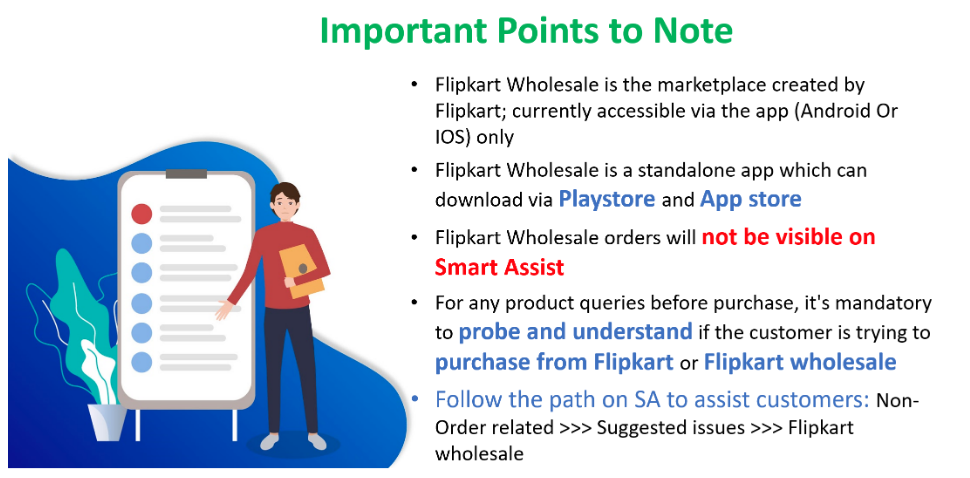 Important Points to Note
• Flipkart Wholesale is the marketplace created by
Flipkart; currently accessible via the app (Android Or
IOS) only
• Flipkart Wholesale is a standalone app which can
download via Playstore and App store
• Flipkart Wholesale orders will not be visible on
Smart Assist
• For any product queries before purchase, it's mandatory
to probe and understand if the customer is trying to
purchase from Flipkart or Flipkart wholesale
• Follow the path on SA to assist customers: Non-
Order related >>> Suggested issues >>> Flipkart
wholesale